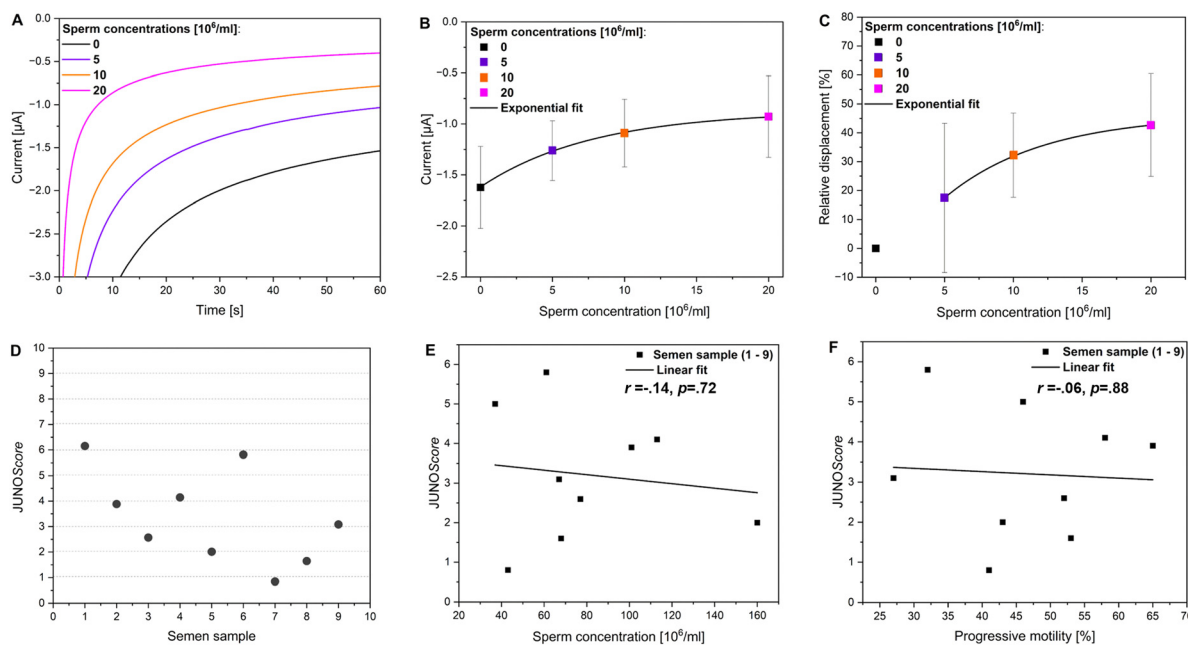 A
Sperm concentrations [10⁶/ml]:
0
5
10
20
0.0
−0.5
−1.0
−1.5
−2.0
−2.5
−3.0
Current [µA]
0 10 20 30 40 50 60
Time [s]
B
Sperm concentrations [10⁶/ml]:
0
5
10
20
Exponential fit
0.0
−0.5
−1.0
−1.5
−2.0
−2.5
Current [µA]
0 5 10 15 20
Sperm concentration [10⁶/ml]
C
Sperm concentrations [10⁶/ml]:
0
5
10
20
Exponential fit
80
70
60
50
40
30
20
10
0
−10
Relative displacement [%]
0 5 10 15 20
Sperm concentration [10⁶/ml]
D
10
9
8
7
6
5
4
3
2
1
0
JUNOScore
0 1 2 3 4 5 6 7 8 9 10
Semen sample
E
Semen sample (1 - 9)
Linear fit
r =-.14, p=.72
6
5
4
3
2
1
0
JUNOScore
20 40 60 80 100 120 140 160
Sperm concentration [10⁶/ml]
F
Semen sample (1 - 9)
Linear fit
r=-.06, p=.88
6
5
4
3
2
1
0
JUNOScore
25 30 35 40 45 50 55 60 65 70
Progressive motility [%]